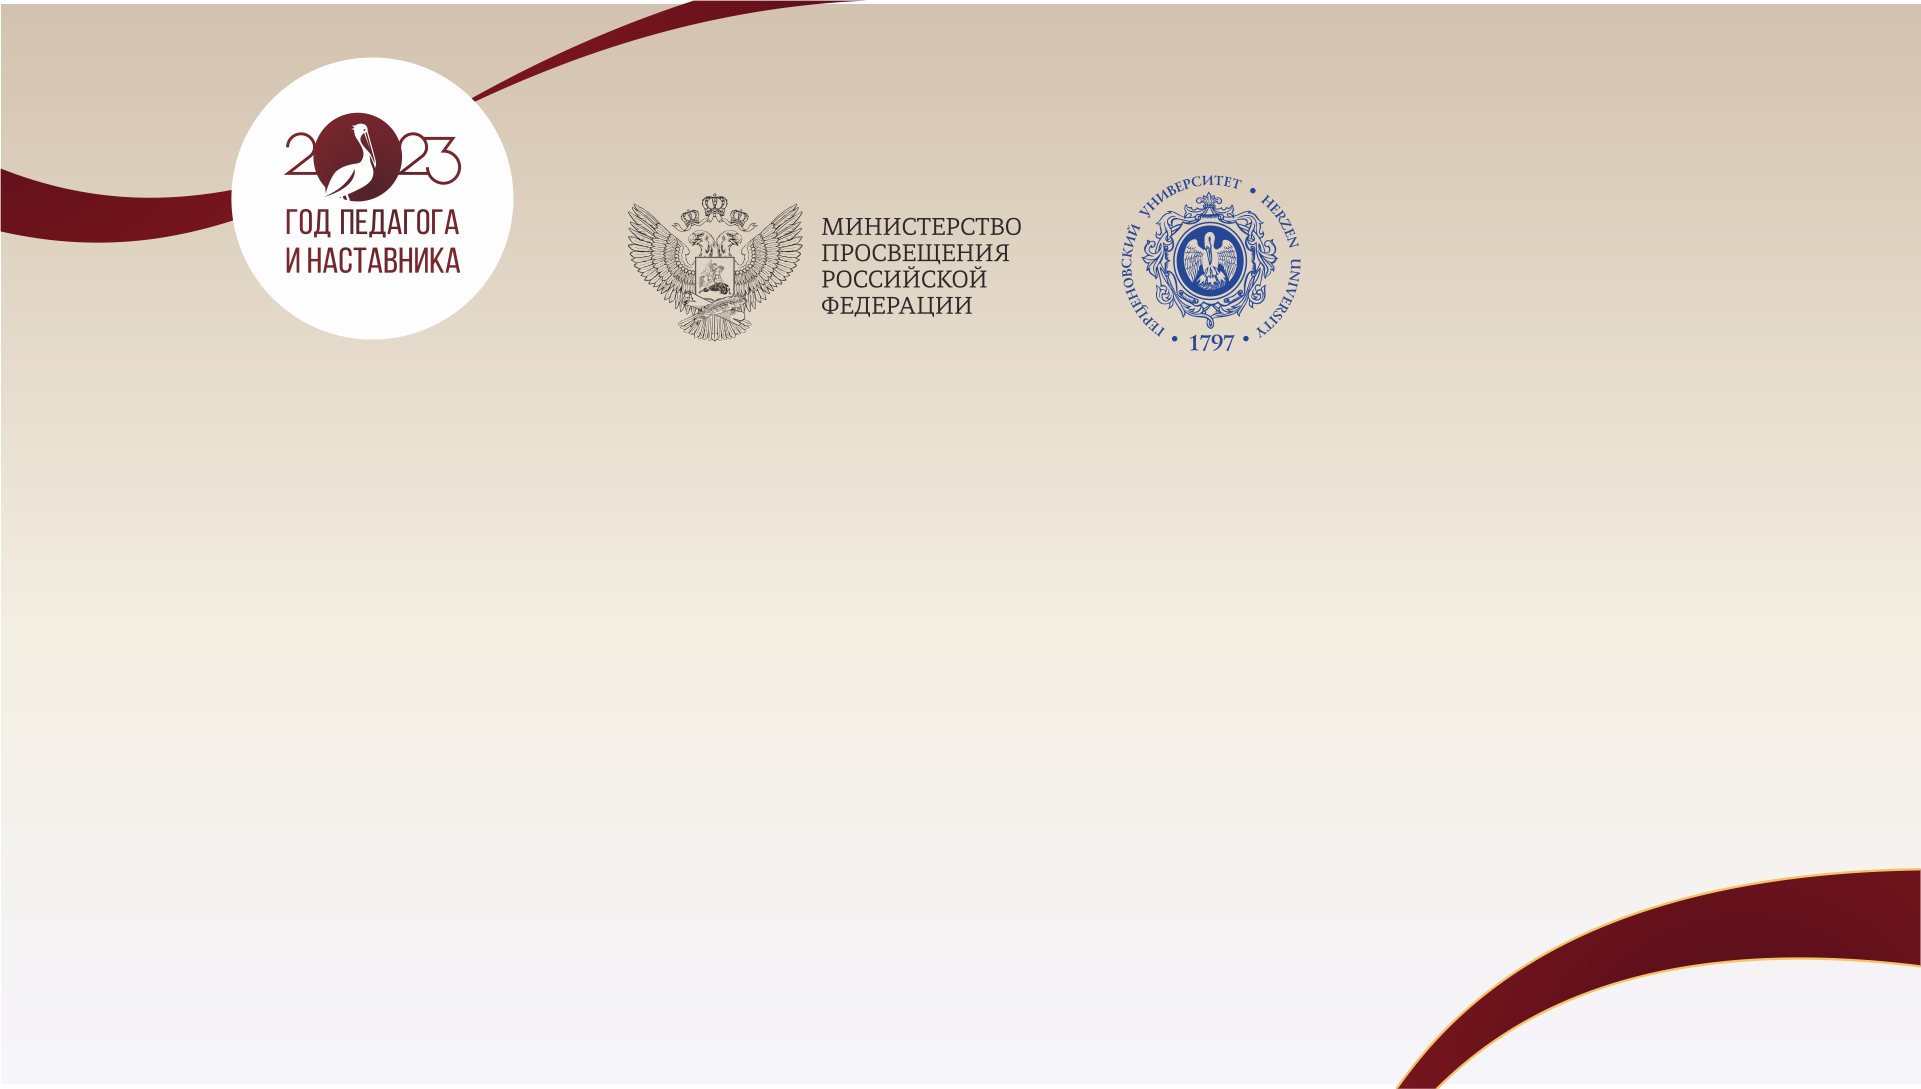 2023
ГОД ПЕДАГОГА
И НАСТАВНИКА
МИНИСТЕРСТВО
ПРОСВЕЩЕНИЯ
РОССИЙСКОЙ
ФЕДЕРАЦИИ
ГЕРЦЕНОВСКИЙ УНИВЕРСИТЕТ • HERZEN UNIVERSITY
• 1797 •